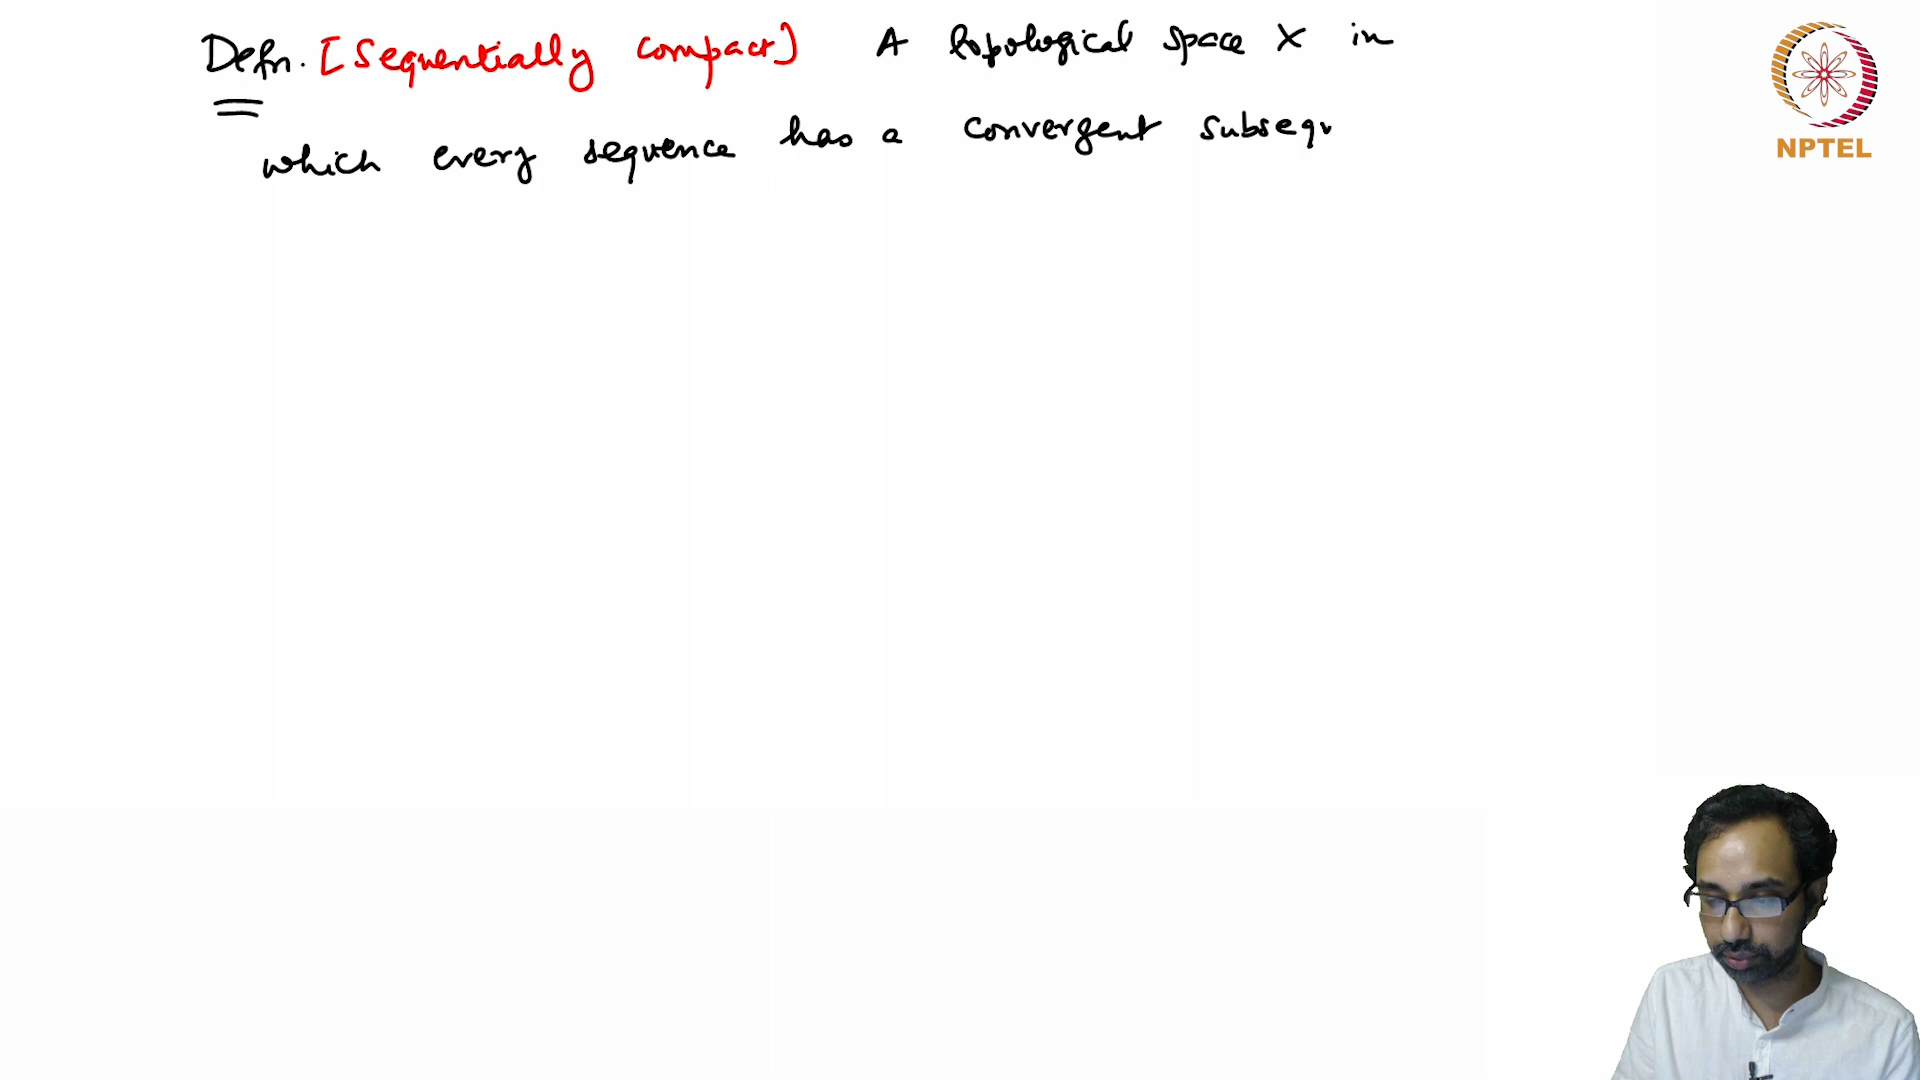 Defn. [Sequentially compact] A topological space X in
which every sequence has a convergent subsequ
NPTEL